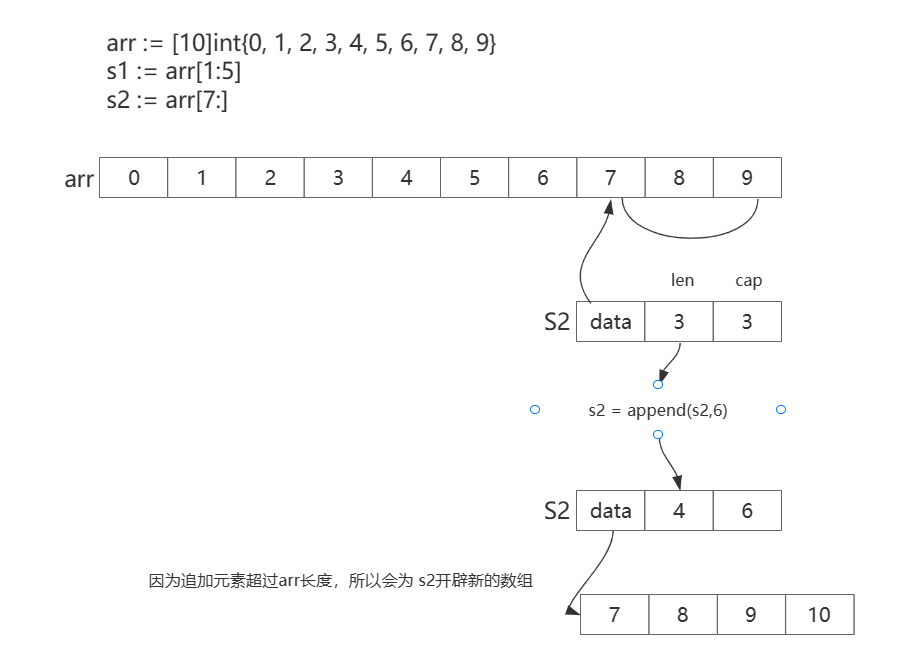 arr := [10]int{0, 1, 2, 3, 4, 5, 6, 7, 8, 9}
s1 := arr[1:5]
s2 := arr[7:]
arr 0 1 2 3 4 5 6 7 8 9
len cap
S2 data 3 3
s2 = append(s2,6)
S2 data 4 6
因为追加元素超过arr长度，所以会为 s2开辟新的数组
7 8 9 10